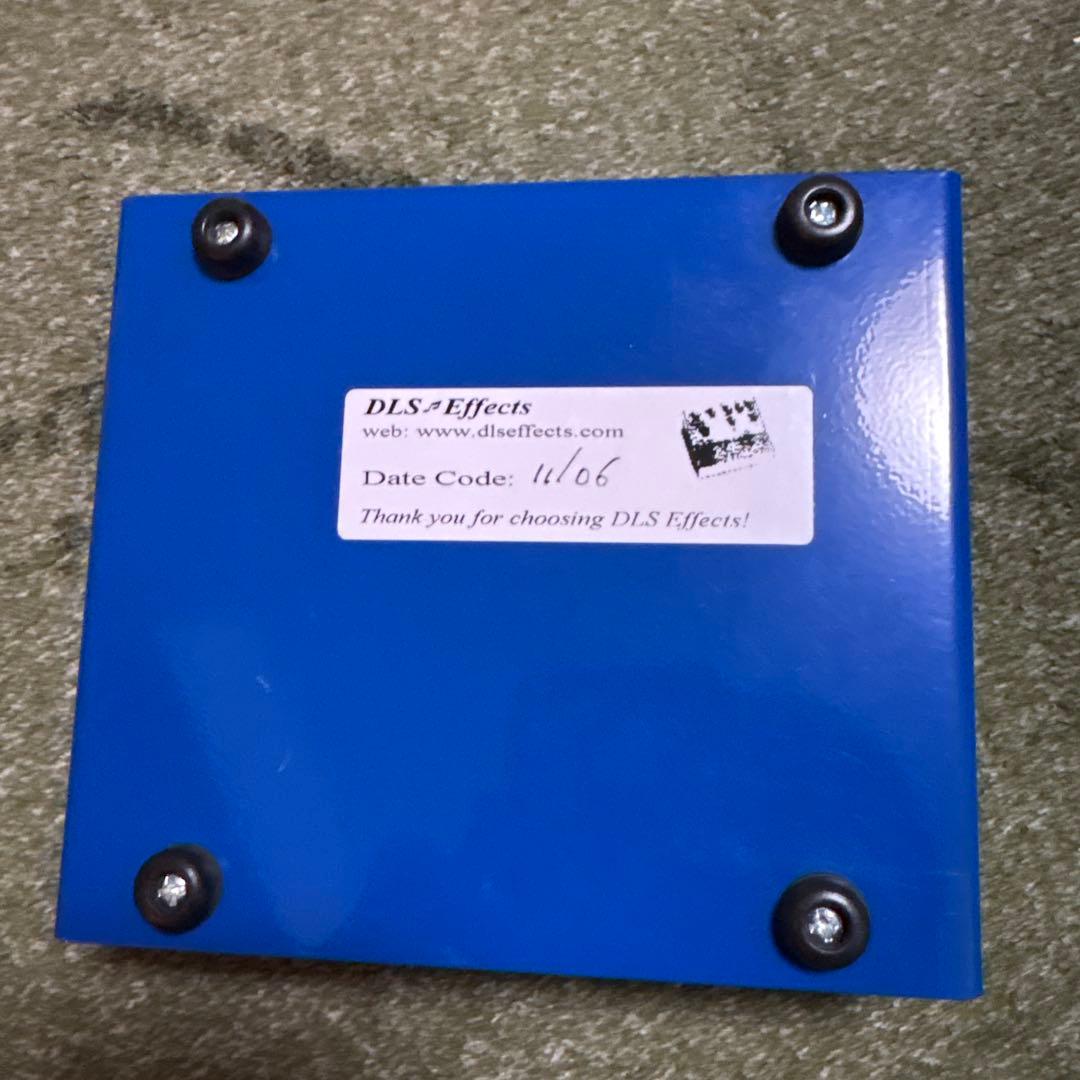 DLS♬Effects
web: www.dlseffects.com
Date Code: 11/06
Thank you for choosing DLS Effects!